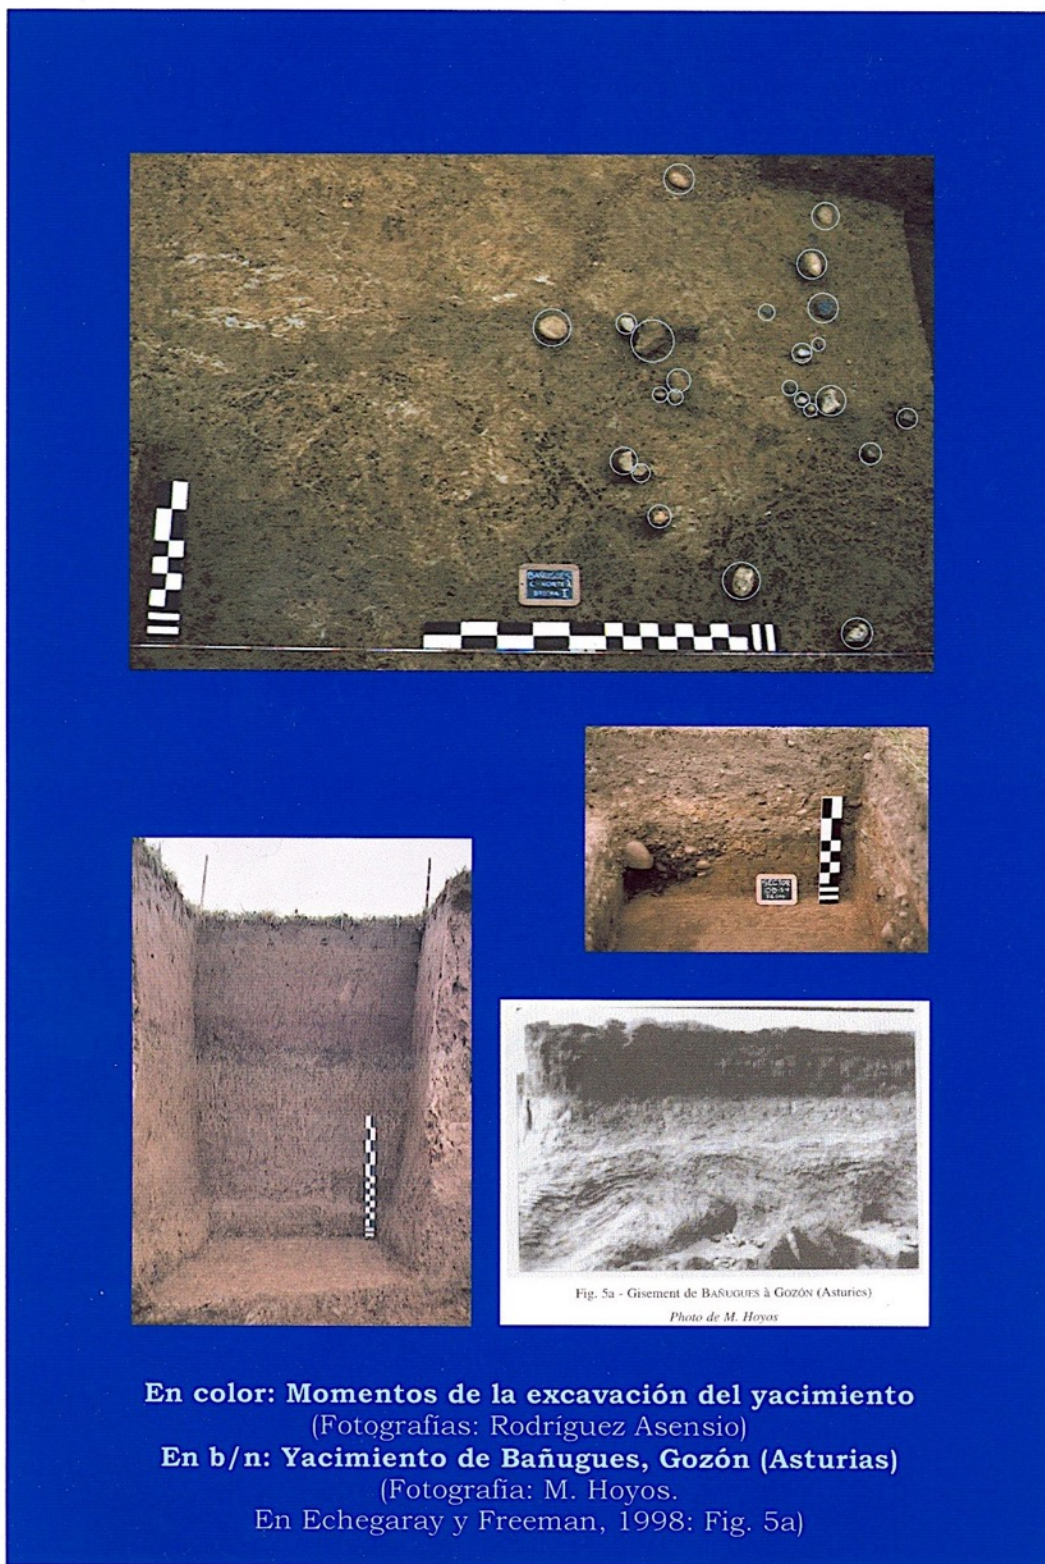 BAÑUGUES
Fig. 5a - Gisement de BAÑUGUES à GOZÓN (Asturies)
Photo de M. Hoyos
En color: Momentos de la excavación del yacimiento
(Fotografías: Rodríguez Asensio)
En b/n: Yacimiento de Bañugues, Gozón (Asturias)
(Fotografía: M. Hoyos.
En Echegaray y Freeman, 1998: Fig. 5a)